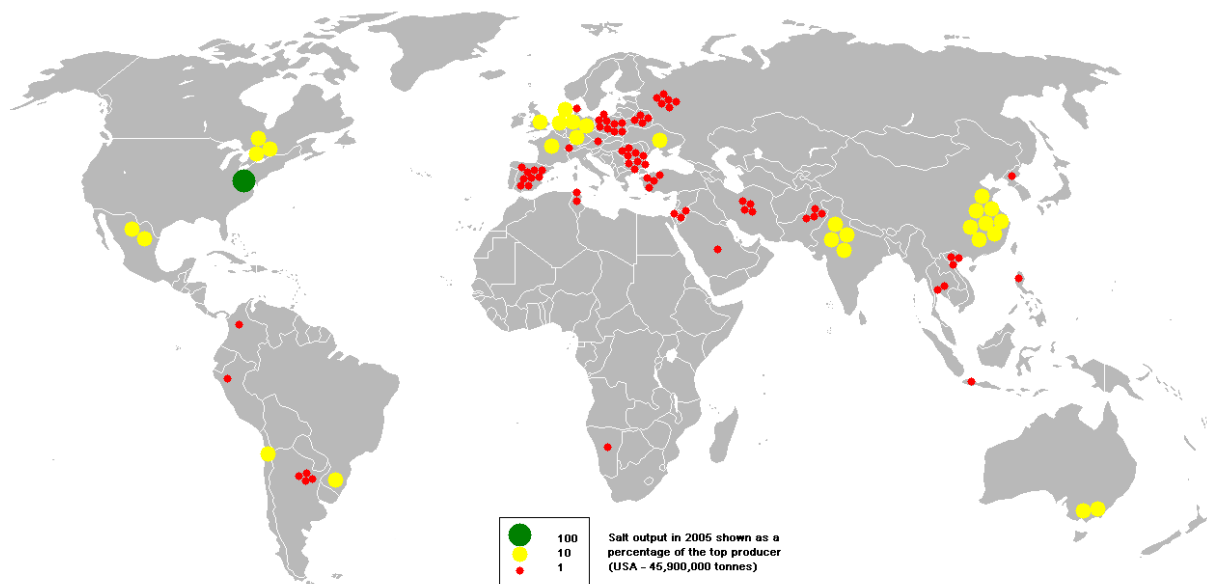 100 Salt output in 2005 shown as a
10 percentage of the top producer
1 (USA - 45,900,000 tonnes)